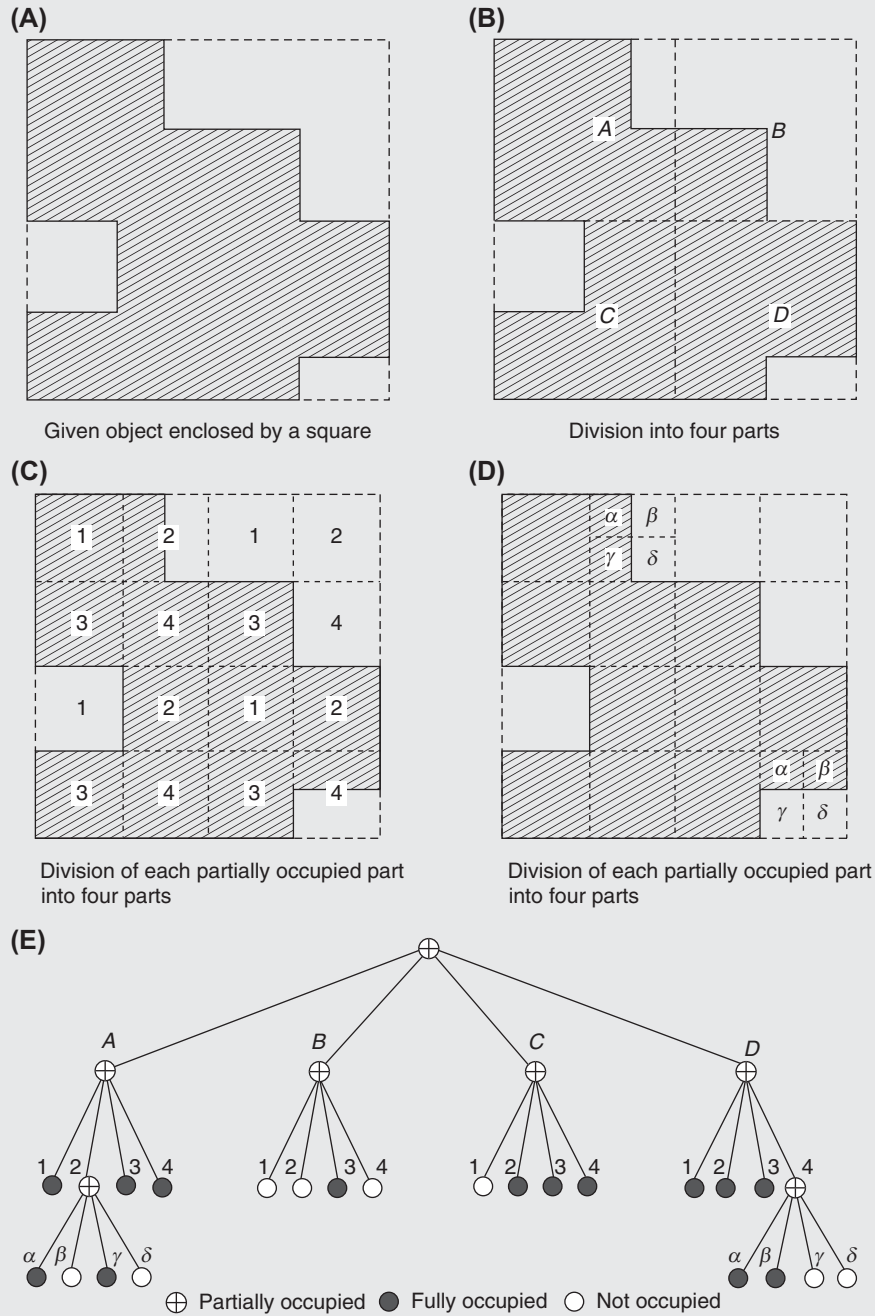 (A)
(B)
A
B
C
D
Given object enclosed by a square
Division into four parts
(C)
(D)
1 2 1 2
3 4 3 4
1 2 1 2
3 4 3 4
α β
γ δ
α β
γ δ
Division of each partially occupied part
into four parts
Division of each partially occupied part
into four parts
(E)
A B C D
1 2 3 4 1 2 3 4 1 2 3 4 1 2 3 4
α β γ δ α β γ δ
Partially occupied Fully occupied Not occupied